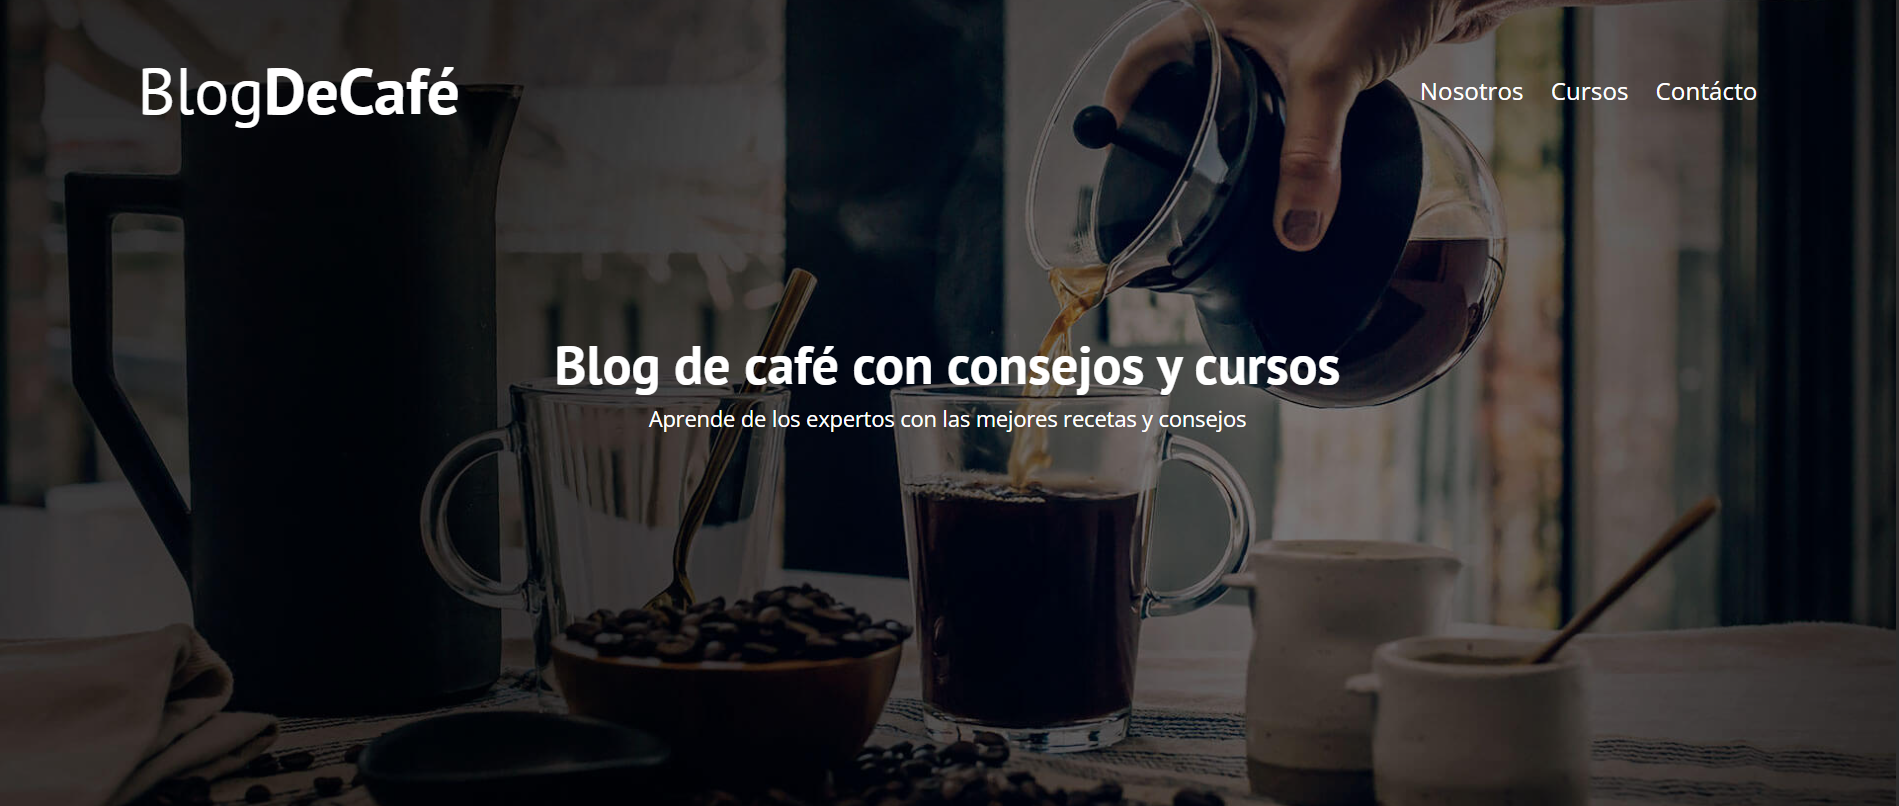 BlogDeCafé
Nosotros Cursos Contácto
Blog de café con consejos y cursos
Aprende de los expertos con las mejores recetas y consejos